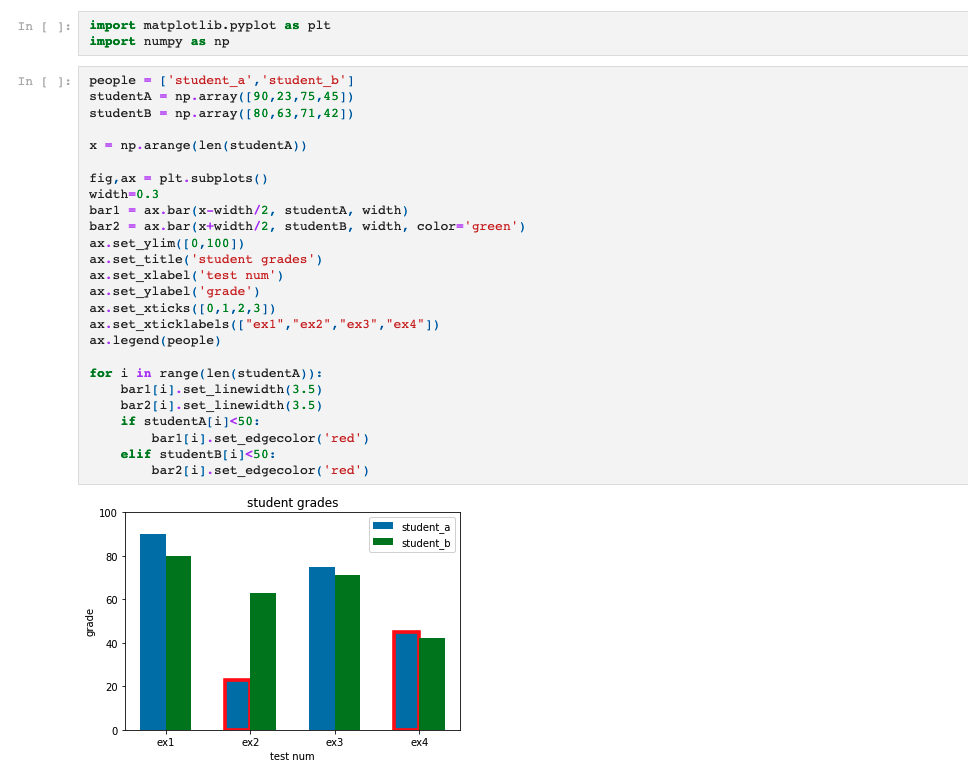 In [ ]:
import matplotlib.pyplot as plt
import numpy as np
In [ ]:
people = ['student_a','student_b']
studentA = np.array([90,23,75,45])
studentB = np.array([80,63,71,42])
x = np.arange(len(studentA))
fig,ax = plt.subplots()
width=0.3
bar1 = ax.bar(x-width/2, studentA, width)
bar2 = ax.bar(x+width/2, studentB, width, color='green')
ax.set_ylim([0,100])
ax.set_title('student grades')
ax.set_xlabel('test num')
ax.set_ylabel('grade')
ax.set_xticks([0,1,2,3])
ax.set_xticklabels(["ex1","ex2","ex3","ex4"])
ax.legend(people)
for i in range(len(studentA)):
    bar1[i].set_linewidth(3.5)
    bar2[i].set_linewidth(3.5)
    if studentA[i]<50:
        bar1[i].set_edgecolor('red')
    elif studentB[i]<50:
        bar2[i].set_edgecolor('red')
student grades
100
80
60
40
20
0
grade
student_a
student_b
ex1 ex2 ex3 ex4
test num